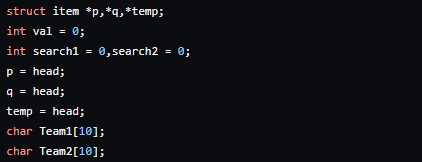 struct item *p,*q,*temp;
int val = 0;
int search1 = 0,search2 = 0;
p = head;
q = head;
temp = head;
char Team1[10];
char Team2[10];